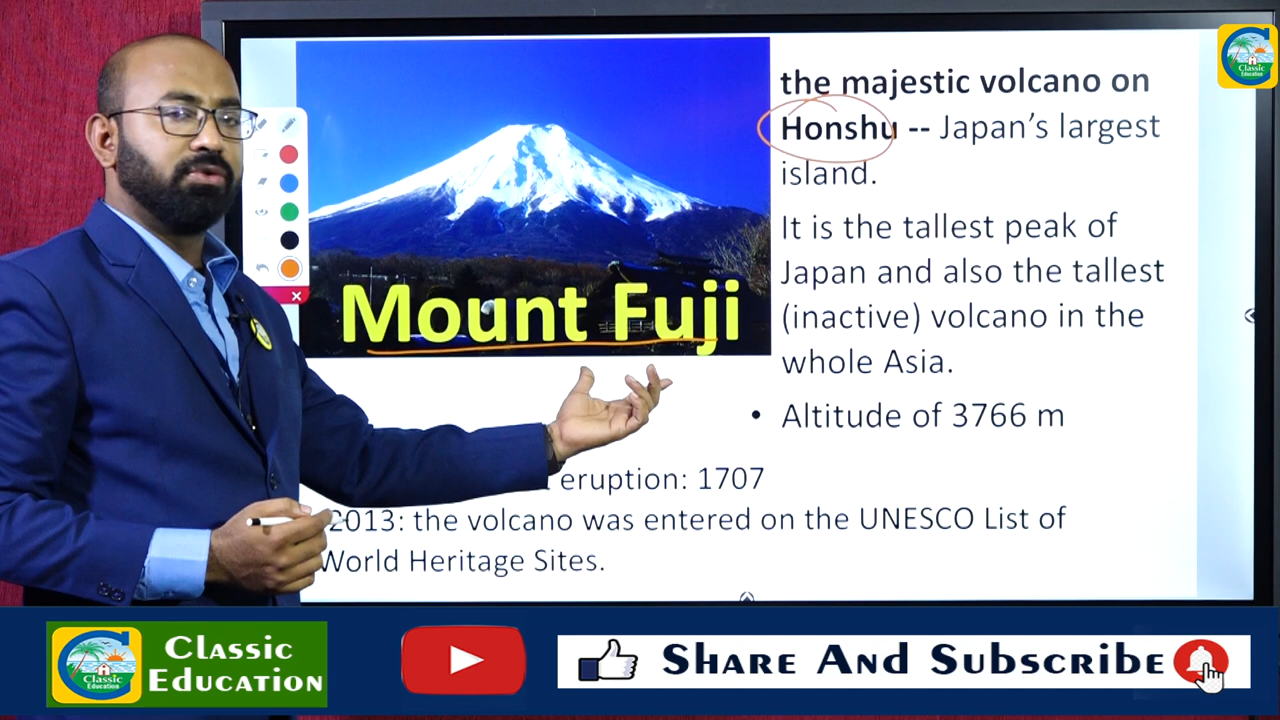 the majestic volcano on
Honshu -- Japan's largest
island.
It is the tallest peak of
Japan and also the tallest
(inactive) volcano in the
whole Asia.
• Altitude of 3766 m
Mount Fuji
eruption: 1707
2013: the volcano was entered on the UNESCO List of
World Heritage Sites.
Classic
Education
Classic
Education
Classic
Education
Share And Subscribe